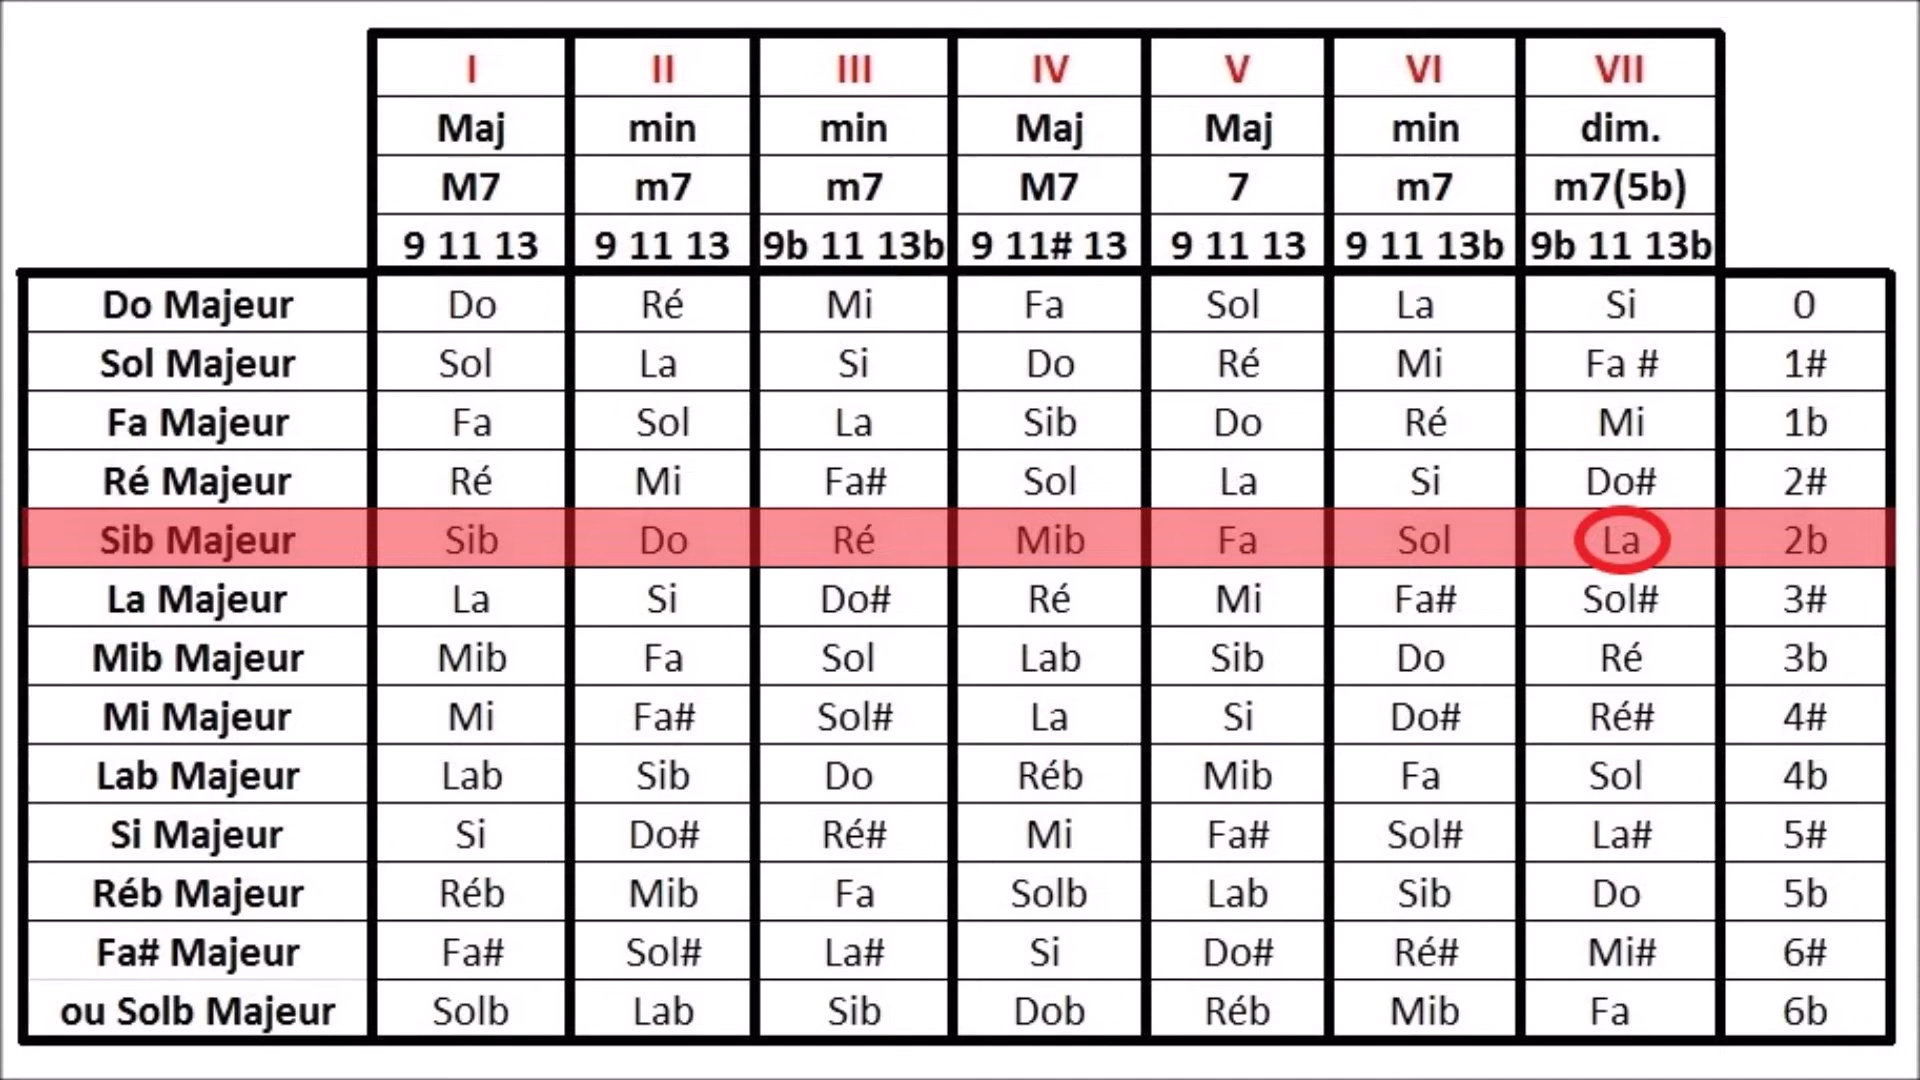 I II III IV V VI VII
Maj min min Maj Maj min dim.
M7 m7 m7 M7 7 m7 m7(5b)
9 11 13 9 11 13 9b 11 13b 9 11# 13 9 11 13 9 11 13b 9b 11 13b
Do Majeur Do Ré Mi Fa Sol La Si 0
Sol Majeur Sol La Si Do Ré Mi Fa # 1#
Fa Majeur Fa Sol La Sib Do Ré Mi 1b
Ré Majeur Ré Mi Fa# Sol La Si Do# 2#
Sib Majeur Sib Do Ré Mib Fa Sol La 2b
La Majeur La Si Do# Ré Mi Fa# Sol# 3#
Mib Majeur Mib Fa Sol Lab Sib Do Ré 3b
Mi Majeur Mi Fa# Sol# La Si Do# Ré# 4#
Lab Majeur Lab Sib Do Réb Mib Fa Sol 4b
Si Majeur Si Do# Ré# Mi Fa# Sol# La# 5#
Réb Majeur Réb Mib Fa Solb Lab Sib Do 5b
Fa# Majeur Fa# Sol# La# Si Do# Ré# Mi# 6#
ou Solb Majeur Solb Lab Sib Dob Réb Mib Fa 6b